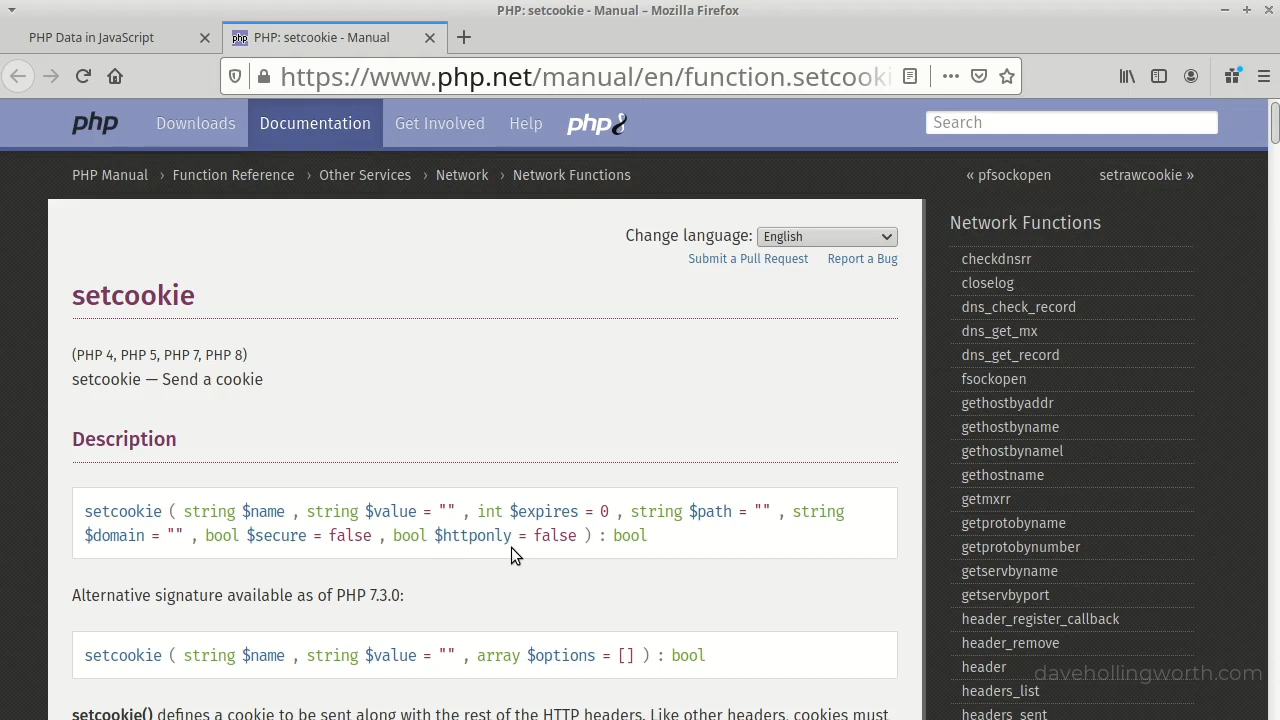 PHP: setcookie - Manual – Mozilla Firefox
PHP Data in JavaScript
php PHP: setcookie - Manual
https://www.php.net/manual/en/function.setcooki
php Downloads Documentation Get Involved Help php8
Search
PHP Manual › Function Reference › Other Services › Network › Network Functions
« pfsockopen setrawcookie »
Change language: English
Submit a Pull Request Report a Bug
setcookie
(PHP 4, PHP 5, PHP 7, PHP 8)
setcookie — Send a cookie
Description
setcookie ( string $name , string $value = "" , int $expires = 0 , string $path = "" , string
$domain = "" , bool $secure = false , bool $httponly = false ) : bool
Alternative signature available as of PHP 7.3.0:
setcookie ( string $name , string $value = "" , array $options = [] ) : bool
setcookie() defines a cookie to be sent along with the rest of the HTTP headers. Like other headers, cookies must
Network Functions
checkdnsrr
closelog
dns_check_record
dns_get_mx
dns_get_record
fsockopen
gethostbyaddr
gethostbyname
gethostbynamel
gethostname
getmxrr
getprotobyname
getprotobynumber
getservbyname
getservbyport
header_register_callback
header_remove
header
headers_list
headers_sent
davehollingworth.com